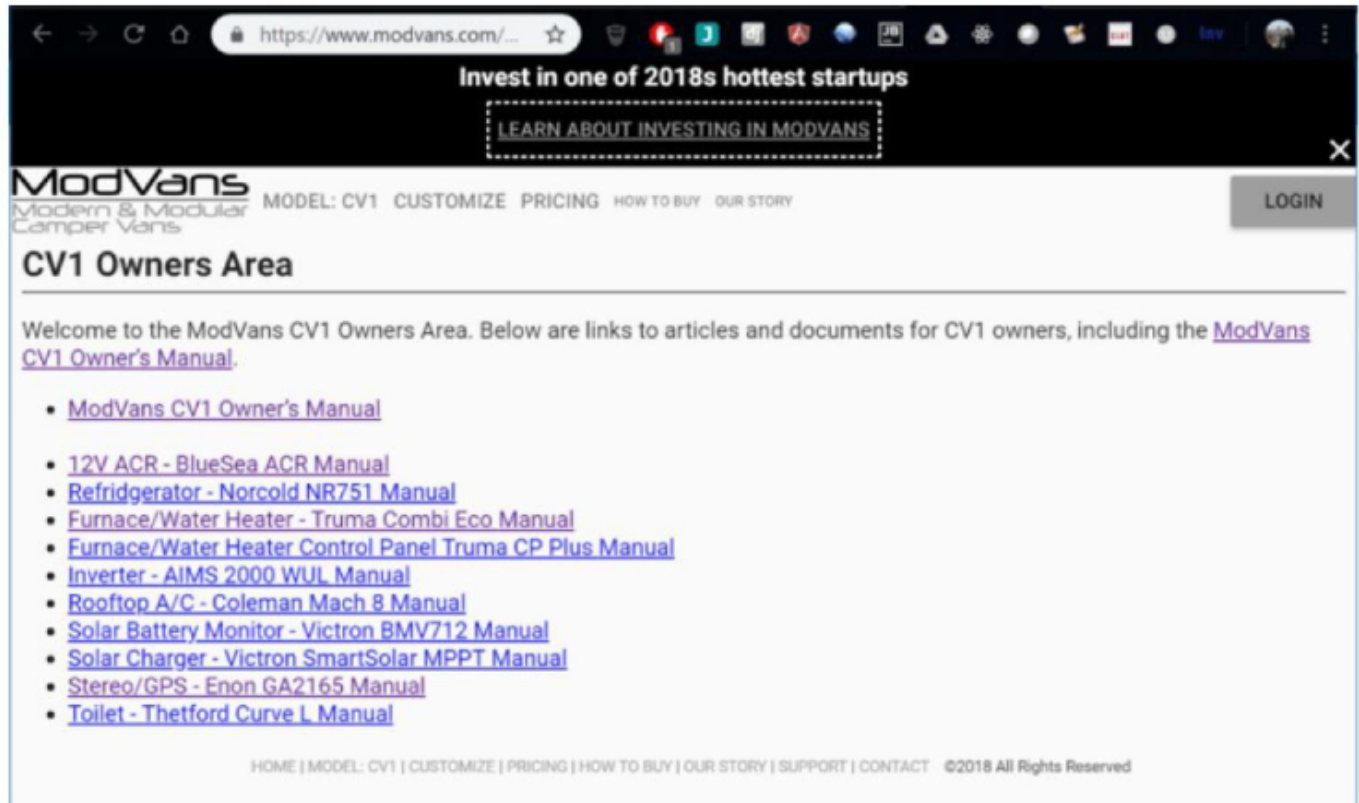 https://www.modvans.com/...
Invest in one of 2018s hottest startups
LEARN ABOUT INVESTING IN MODVANS
ModVans
Modern & Modular
Camper Vans
MODEL: CV1 CUSTOMIZE PRICING HOW TO BUY OUR STORY
LOGIN
CV1 Owners Area
Welcome to the ModVans CV1 Owners Area. Below are links to articles and documents for CV1 owners, including the ModVans
CV1 Owner's Manual.
• ModVans CV1 Owner's Manual
• 12V ACR - BlueSea ACR Manual
• Refridgerator - Norcold NR751 Manual
• Furnace/Water Heater - Truma Combi Eco Manual
• Furnace/Water Heater Control Panel Truma CP Plus Manual
• Inverter - AIMS 2000 WUL Manual
• Rooftop A/C - Coleman Mach 8 Manual
• Solar Battery Monitor - Victron BMV712 Manual
• Solar Charger - Victron SmartSolar MPPT Manual
• Stereo/GPS - Enon GA2165 Manual
• Toilet - Thetford Curve L Manual
HOME | MODEL: CV1 | CUSTOMIZE | PRICING | HOW TO BUY | OUR STORY | SUPPORT | CONTACT ©2018 All Rights Reserved